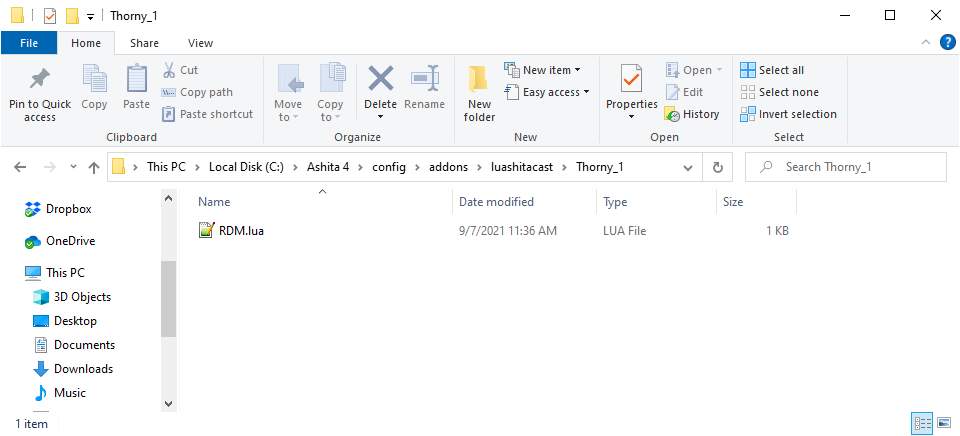 Thorny_1
File Home Share View
Pin to Quick access
Copy
Paste
Cut
Copy path
Paste shortcut
Clipboard
Move to
Copy to
Delete
Rename
Organize
New folder
New item
Easy access
New
Properties
Open
Edit
History
Open
Select all
Select none
Invert selection
Select
This PC > Local Disk (C:) > Ashita 4 > config > addons > luashitacast > Thorny_1
Search Thorny_1
Dropbox
OneDrive
This PC
3D Objects
Desktop
Documents
Downloads
Music
Name Date modified Type Size
RDM.lua 9/7/2021 11:36 AM LUA File 1 KB
1 item